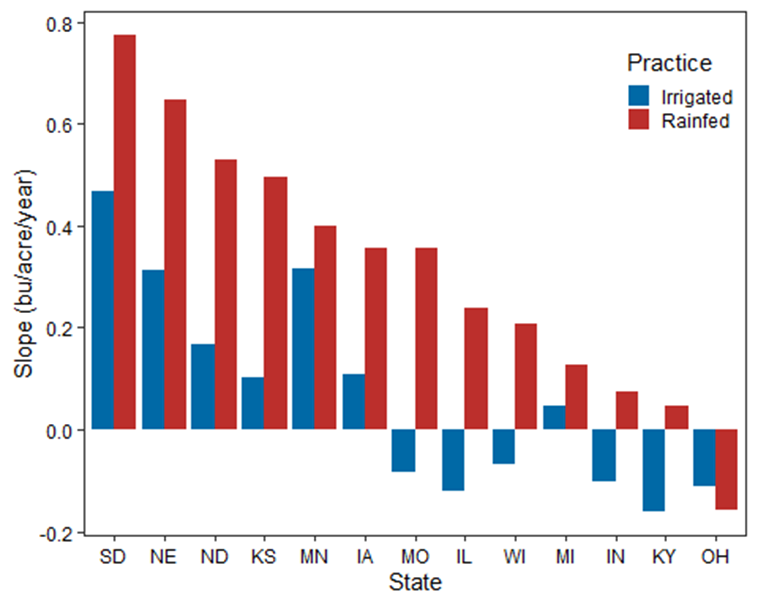 Practice
Irrigated
Rainfed
Slope (bu/acre/year)
0.8
0.6
0.4
0.2
0.0
-0.2
SD NE ND KS MN IA MO IL WI MI IN KY OH
State